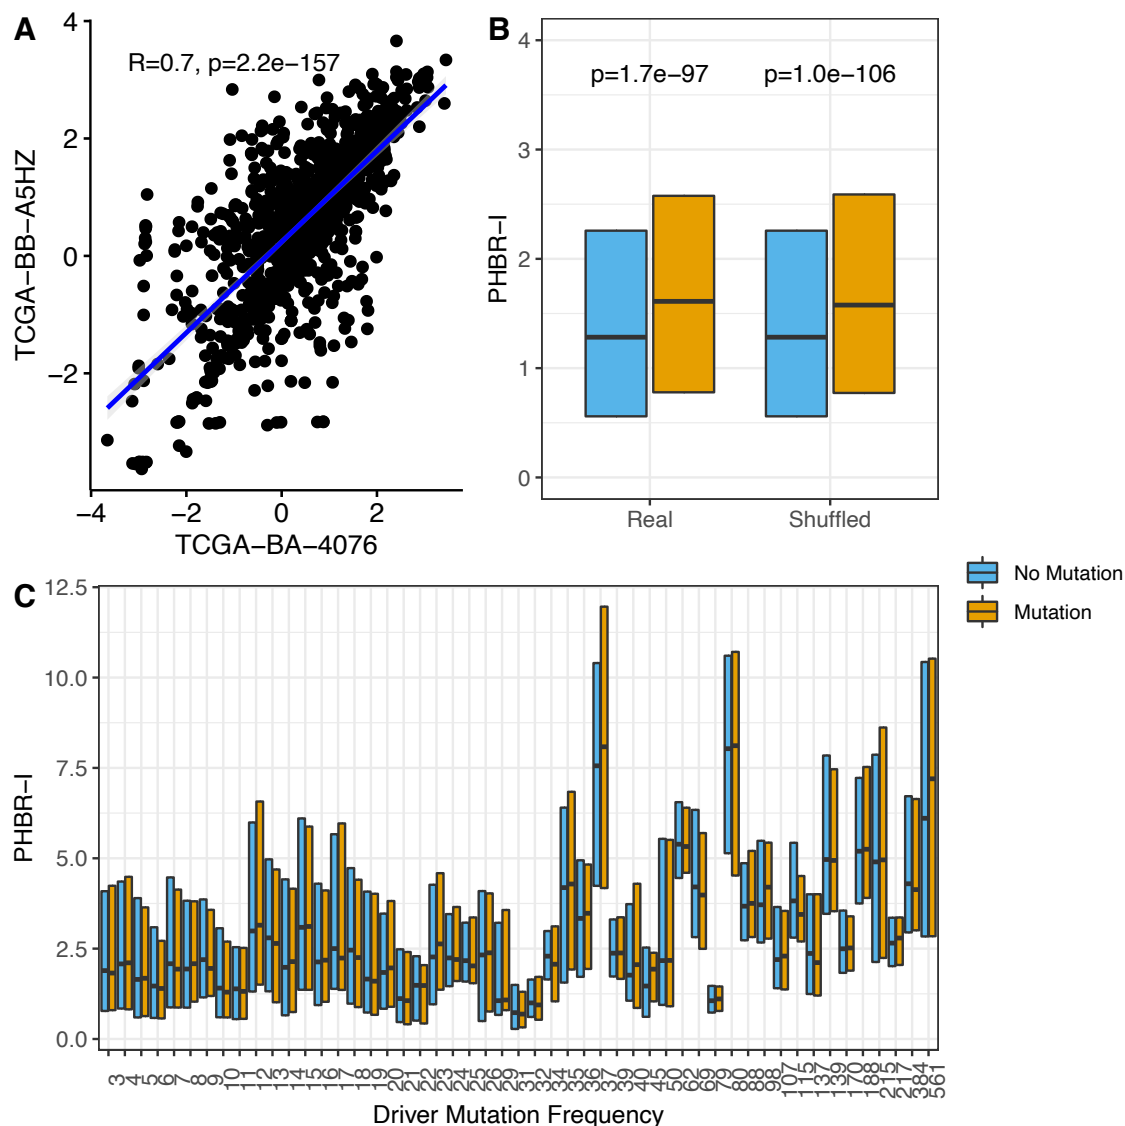 A
4
2
0
−2
−4
−2
0
2
R=0.7, p=2.2e−157
TCGA−BB−A5HZ
TCGA−BA−4076
B
4
3
2
1
0
p=1.7e−97
p=1.0e−106
PHBR−I
Real
Shuffled
No Mutation
Mutation
C
12.5
10.0
7.5
5.0
2.5
0.0
PHBR−I
3 4 5 6 7 8 9 10 11 12 13 14 15 16 17 18 19 20 21 22 23 24 25 26 29 31 32 34 35 36 37 39 40 45 50 62 69 79 80 88 98 107 115 137 139 170 188 215 217 384 561
Driver Mutation Frequency